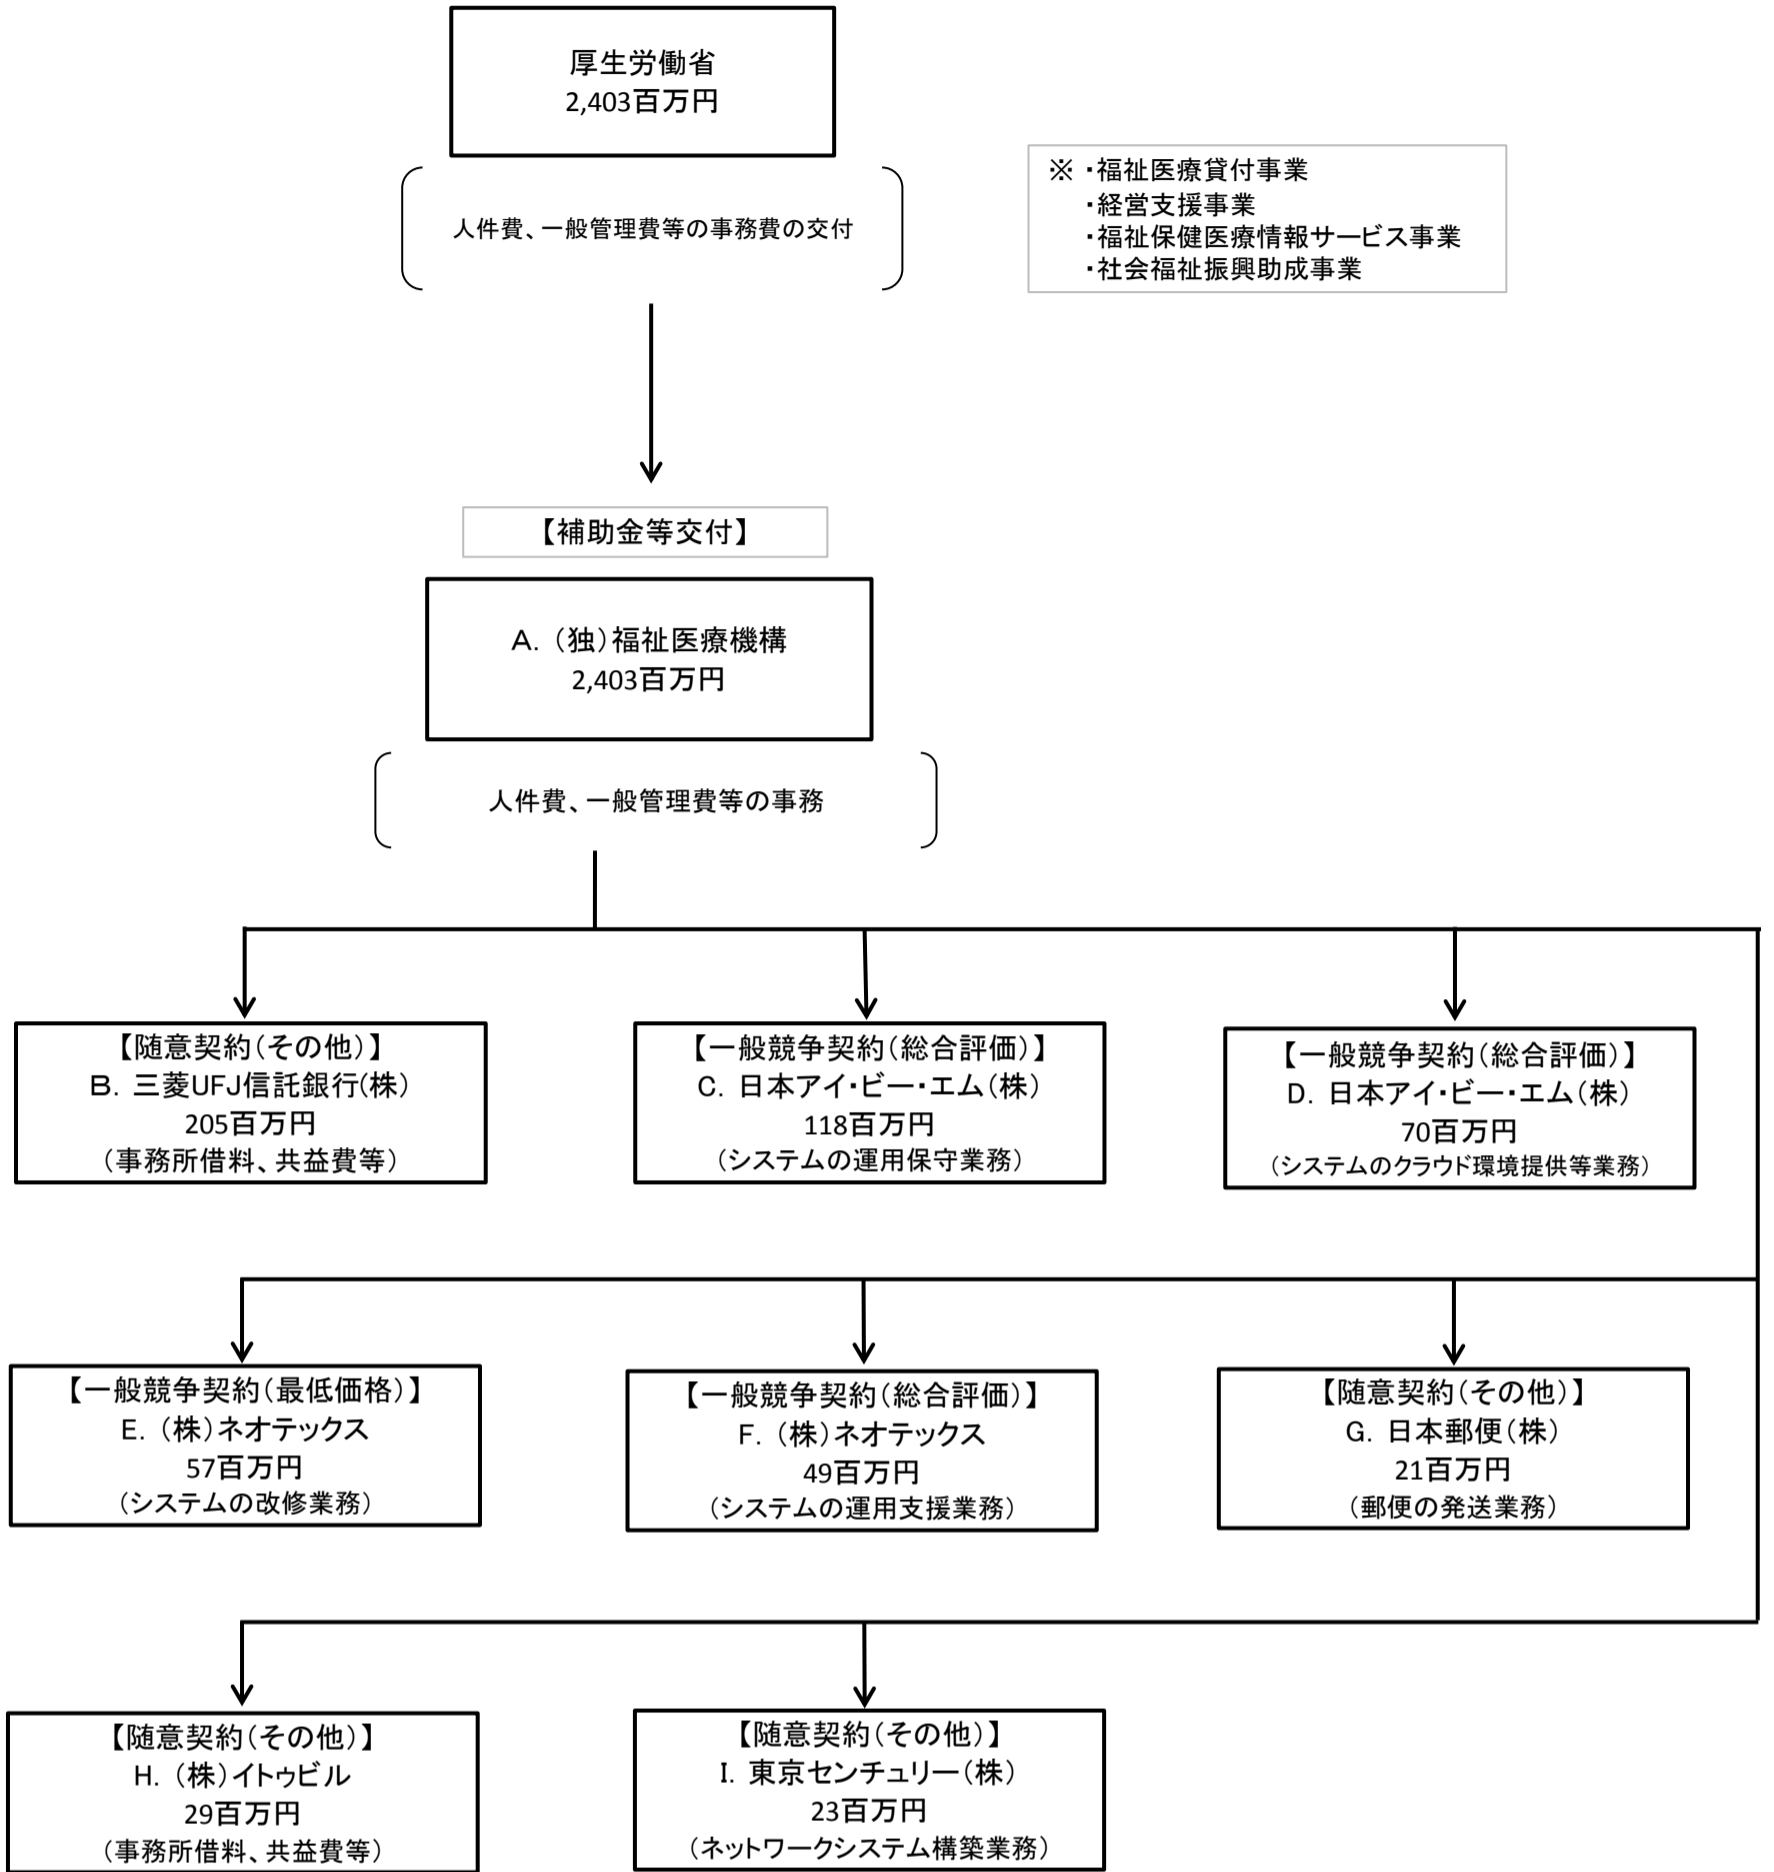 厚生労働省
2,403百万円
人件費、一般管理費等の事務費の交付
※ ・福祉医療貸付事業
・経営支援事業
・福祉保健医療情報サービス事業
・社会福祉振興助成事業
【補助金等交付】
A.（独）福祉医療機構
2,403百万円
人件費、一般管理費等の事務
【随意契約（その他）】
B. 三菱UFJ信託銀行(株)
205百万円
（事務所借料、共益費等）
【一般競争契約（総合評価）】
C. 日本アイ・ビー・エム（株）
118百万円
（システムの運用保守業務）
【一般競争契約（総合評価）】
D. 日本アイ・ビー・エム（株）
70百万円
（システムのクラウド環境提供等業務）
【一般競争契約（最低価格）】
E. （株）ネオテックス
57百万円
（システムの改修業務）
【一般競争契約（総合評価）】
F. （株）ネオテックス
49百万円
（システムの運用支援業務）
【随意契約（その他）】
G. 日本郵便（株）
21百万円
（郵便の発送業務）
【随意契約（その他）】
H. （株）イトゥビル
29百万円
（事務所借料、共益費等）
【随意契約（その他）】
I. 東京センチュリー（株）
23百万円
（ネットワークシステム構築業務）